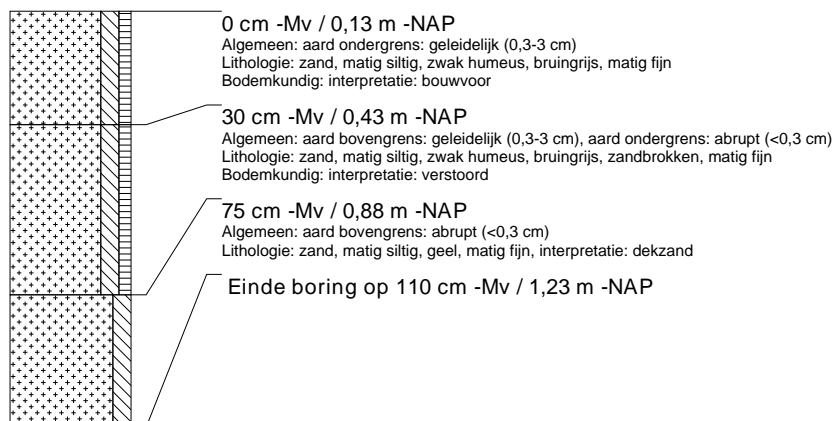 0 cm -Mv / 0,13 m -NAP
Algemeen: aard ondergrens: geleidelijk (0,3-3 cm)
Lithologie: zand, matig siltig, zwak humeus, bruingrijs, matig fijn
Bodemkundig: interpretatie: bouwvoor
30 cm -Mv / 0,43 m -NAP
Algemeen: aard bovengrens: geleidelijk (0,3-3 cm), aard ondergrens: abrupt (<0,3 cm)
Lithologie: zand, matig siltig, zwak humeus, bruingrijs, zandbrokken, matig fijn
Bodemkundig: interpretatie: verstoord
75 cm -Mv / 0,88 m -NAP
Algemeen: aard bovengrens: abrupt (<0,3 cm)
Lithologie: zand, matig siltig, geel, matig fijn, interpretatie: dekzand
Einde boring op 110 cm -Mv / 1,23 m -NAP